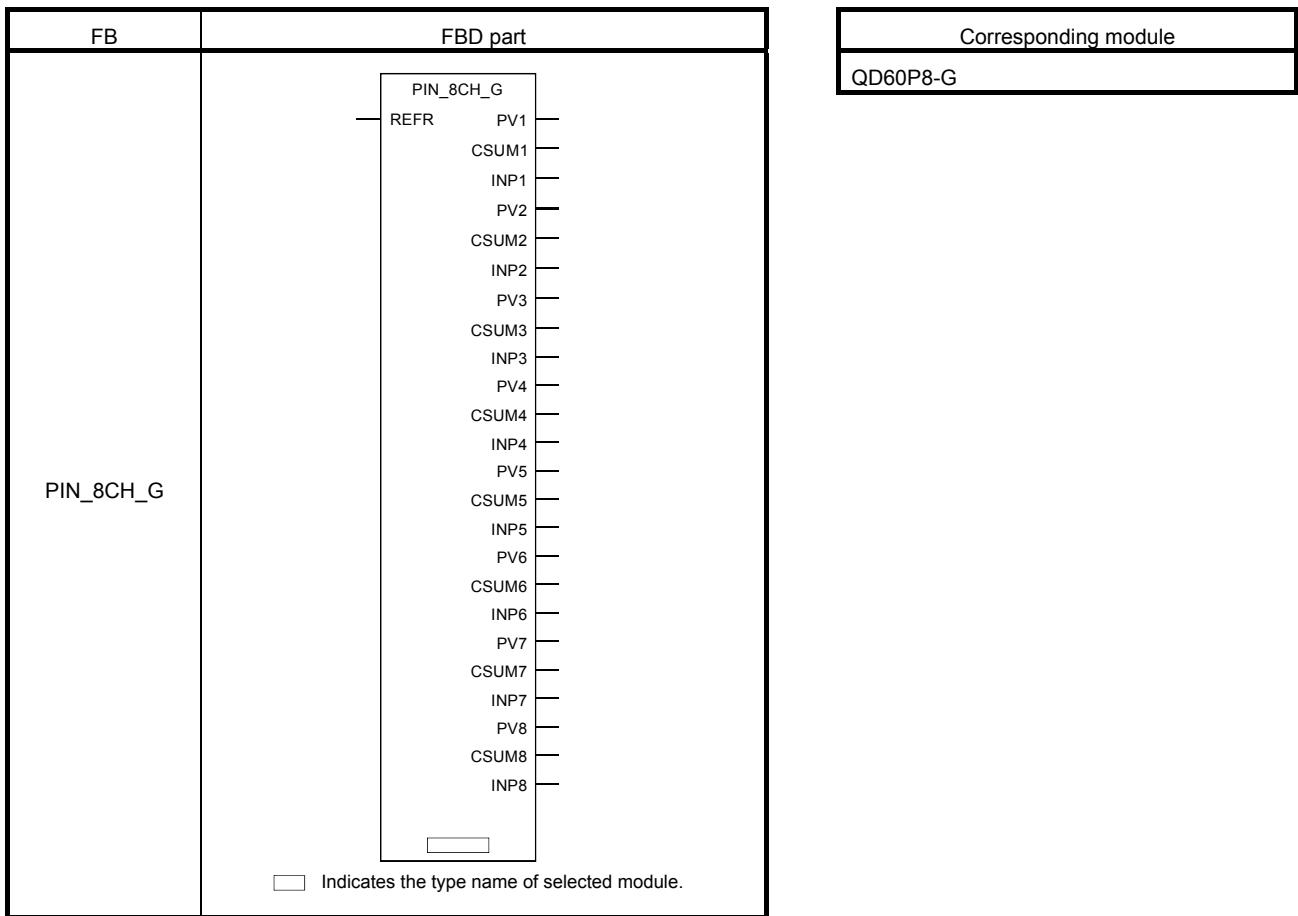 FB
FBD part
Corresponding module
QD60P8-G
PIN_8CH_G
PIN_8CH_G
REFR PV1
CSUM1
INP1
PV2
CSUM2
INP2
PV3
CSUM3
INP3
PV4
CSUM4
INP4
PV5
CSUM5
INP5
PV6
CSUM6
INP6
PV7
CSUM7
INP7
PV8
CSUM8
INP8
Indicates the type name of selected module.